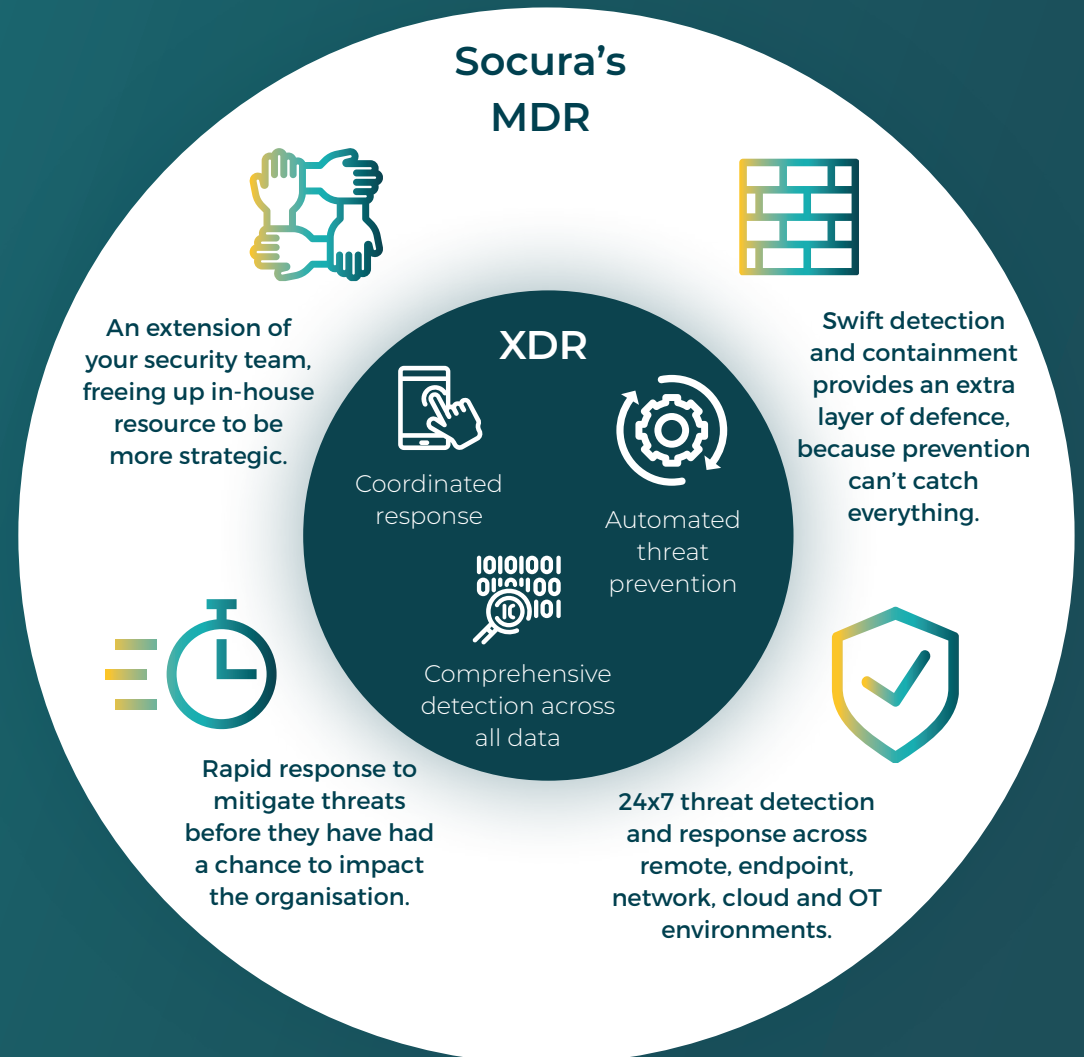 Socura’s
MDR
An extension of
your security team,
freeing up in-house
resource to be
more strategic.
Swift detection
and containment
provides an extra
layer of defence,
because prevention
can’t catch
everything.
XDR
Coordinated
response
Automated
threat
prevention
10101001
Comprehensive
detection across
all data
Rapid response to
mitigate threats
before they have had
a chance to impact
the organisation.
24x7 threat detection
and response across
remote, endpoint,
network, cloud and OT
environments.